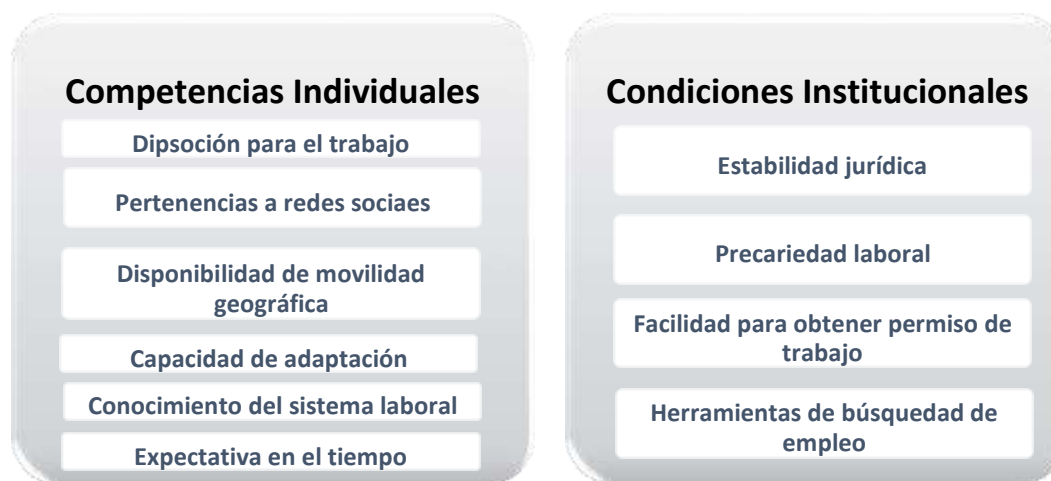 Competencias Individuales
Dipsoción para el trabajo
Pertenencias a redes sociaes
Disponibilidad de movilidad
geográfica
Capacidad de adaptación
Conocimiento del sistema laboral
Expectativa en el tiempo
Condiciones Institucionales
Estabilidad jurídica
Precariedad laboral
Facilidad para obtener permiso de
trabajo
Herramientas de búsquedad de
empleo